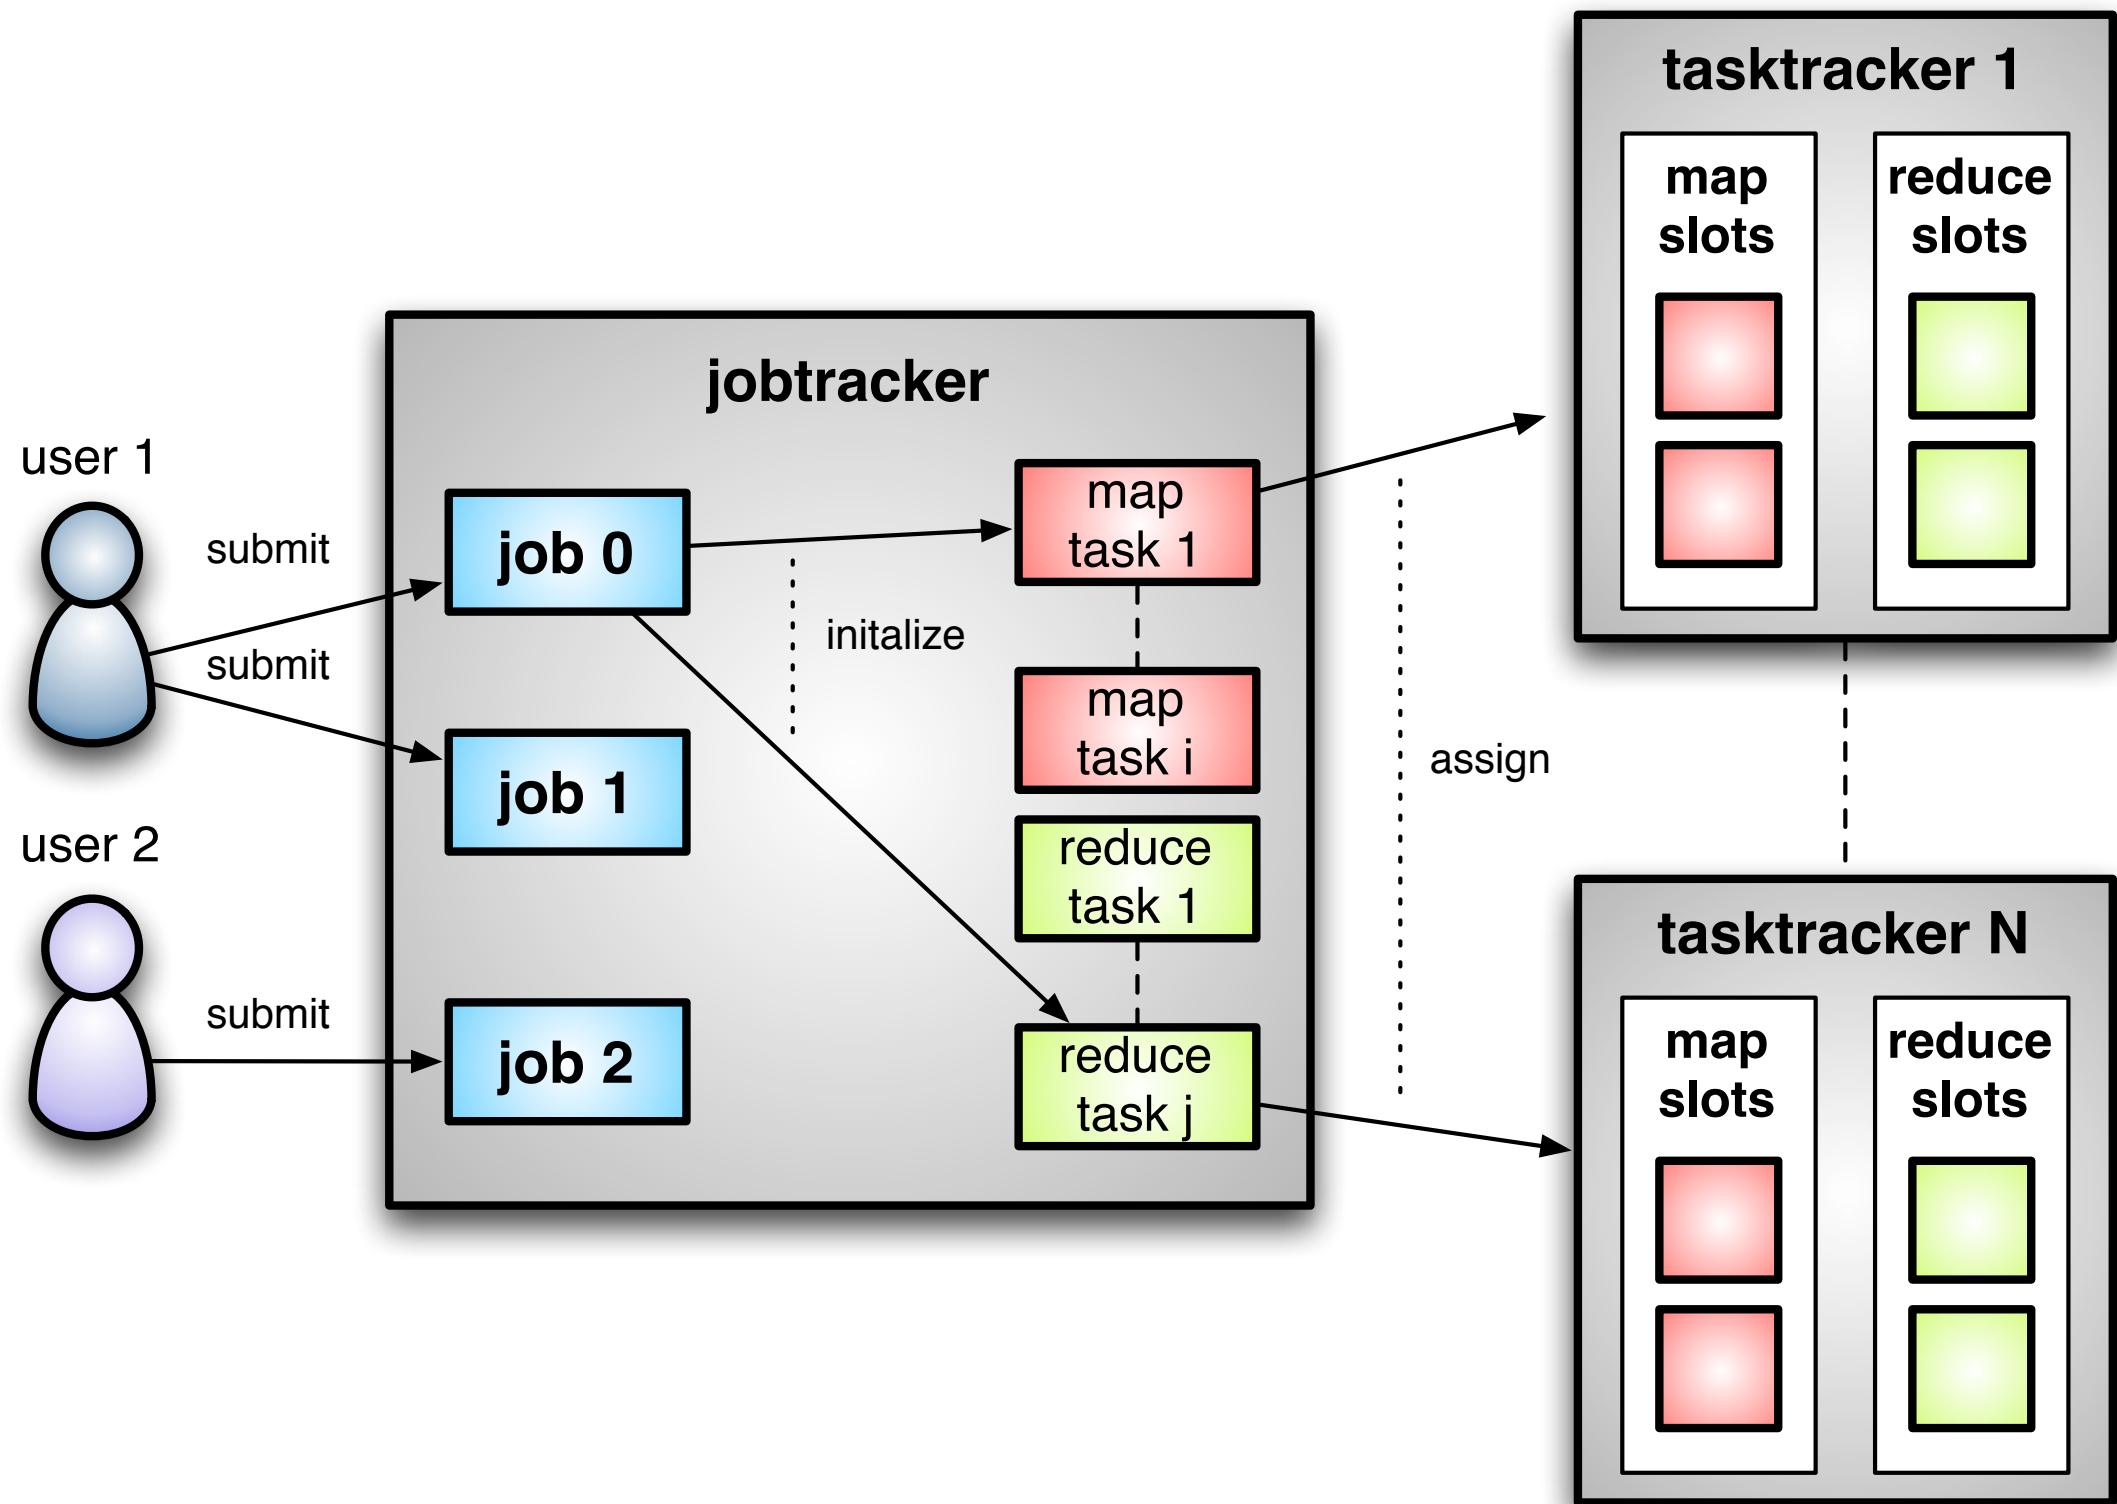 tasktracker 1
map
slots
reduce
slots
jobtracker
user 1
submit
submit
job 0
initalize
job 1
map
task 1
map
task i
reduce
task 1
reduce
task j
assign
user 2
submit
job 2
tasktracker N
map
slots
reduce
slots